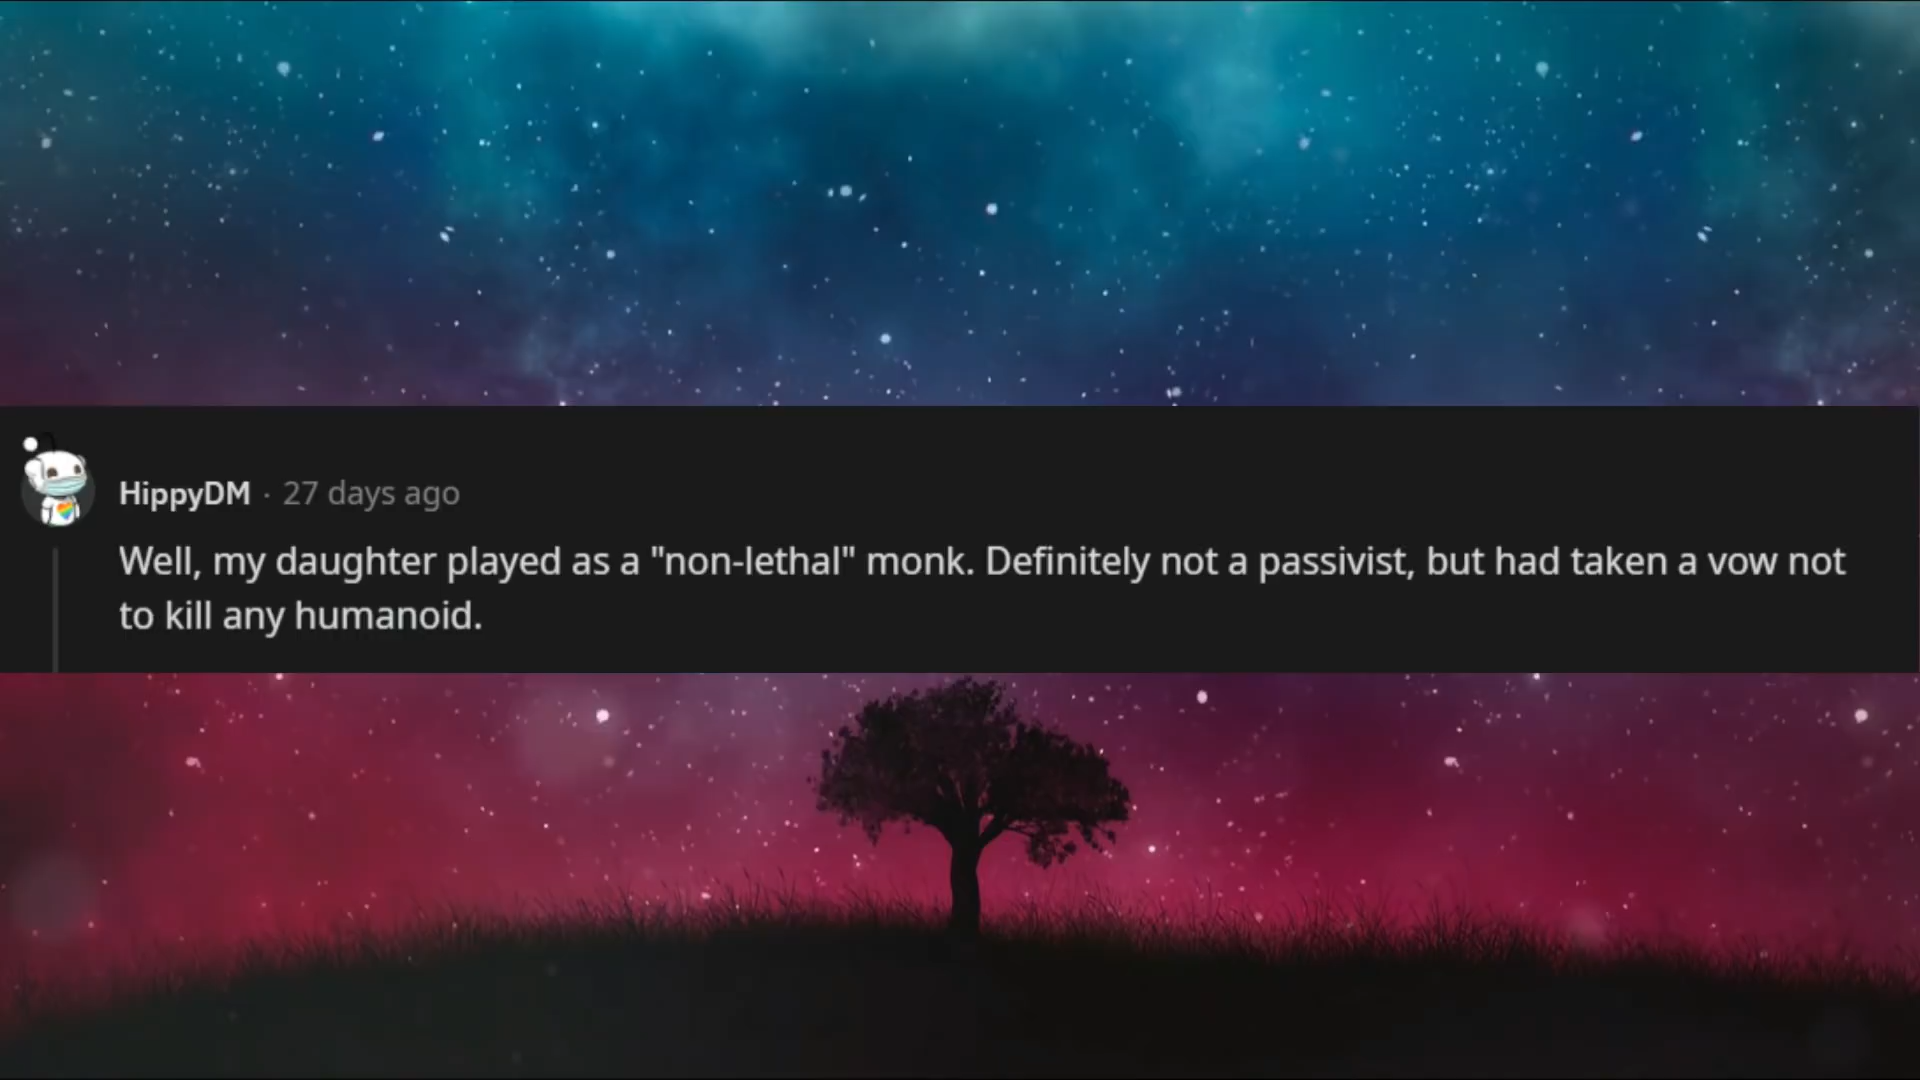 HippyDM · 27 days ago
Well, my daughter played as a "non-lethal" monk. Definitely not a passivist, but had taken a vow not
to kill any humanoid.